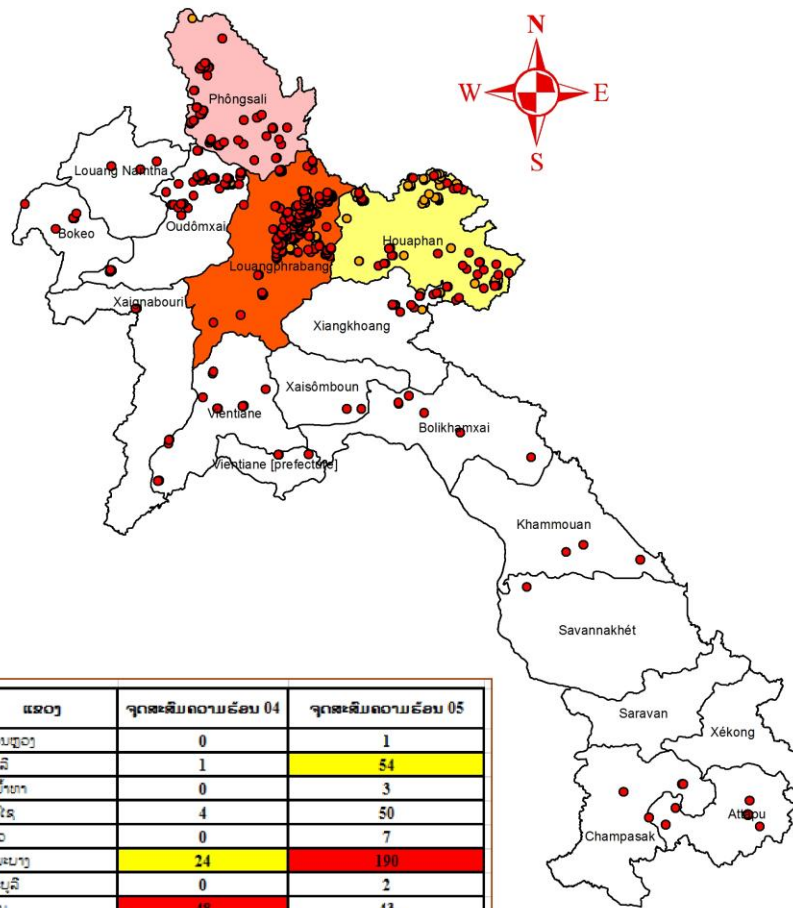 N
W E
S
Phôngsali
Louang Namtha
Bokeo
Oudômxai
Houaphan
Louangphrabang
Xaignabouri
Xiangkhoang
Xaisômboun
Vientiane
Bolikhamxai
Vientiane [prefecture]
Khammouan
Savannakhét
Saravan
Xékong
Attapu
Champasak
ແຂວງ ຈຸດສະສົມຄວາມຮ້ອນ 04 ຈຸດສະສົມຄວາມຮ້ອນ 05
0 1
1 54
0 3
4 50
0 7
24 190
0 2
48 43